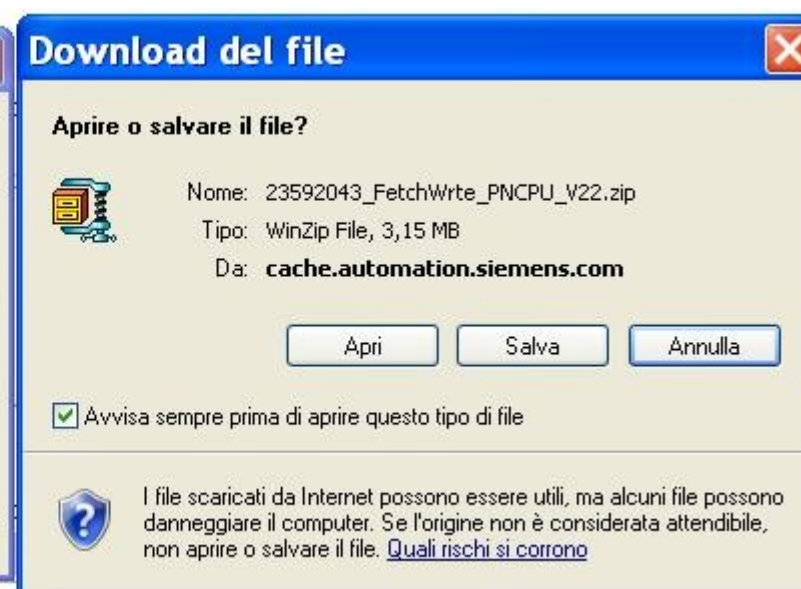 Download del file
Aprire o salvare il file?
Nome: 23592043_FetchWrte_PNCPU_V22.zip
Tipo: WinZip File, 3,15 MB
Da: cache.automation.siemens.com
Apri Salva Annulla
Avvisa sempre prima di aprire questo tipo di file
I file scaricati da Internet possono essere utili, ma alcuni file possono
danneggiare il computer. Se l'origine non è considerata attendibile,
non aprire o salvare il file. Quali rischi si corrono